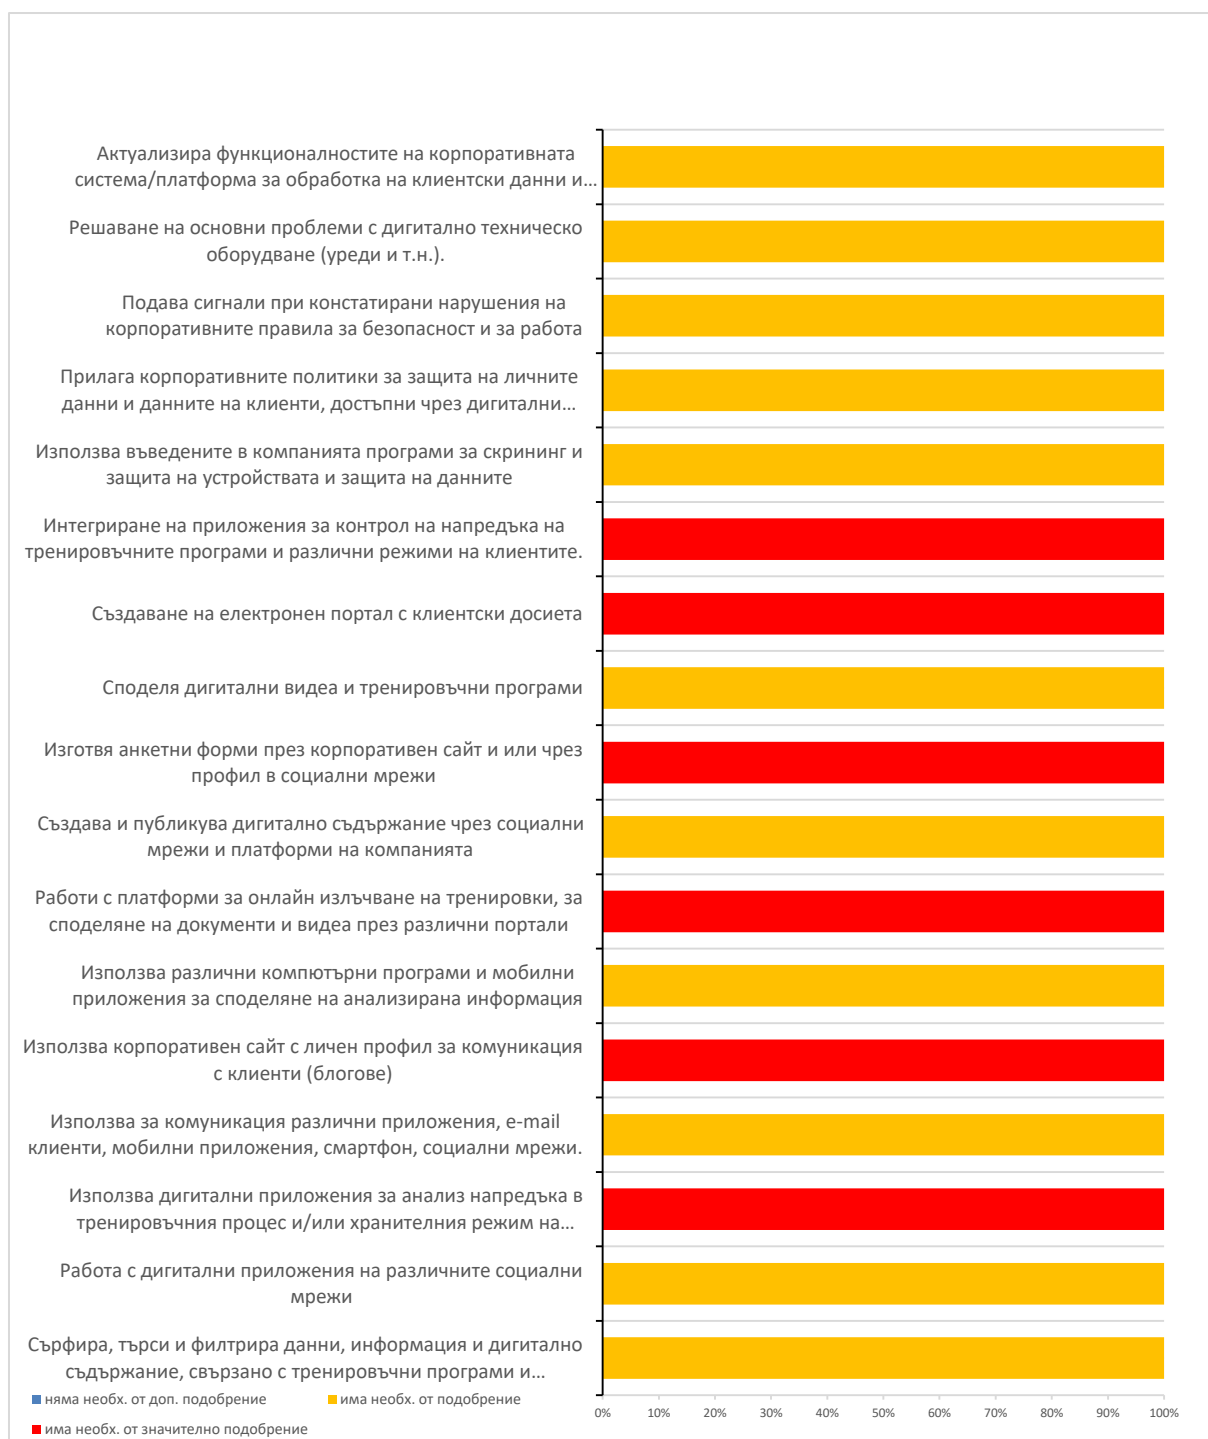 Актуализира функционалностите на корпоративната
система/платформа за обработка на клиентски данни и…
Решаване на основни проблеми с дигитално техническо
оборудване (уреди и т.н.).
Подава сигнали при констатирани нарушения на
корпоративните правила за безопасност и за работа
Прилага корпоративните политики за защита на личните
данни и данните на клиенти, достъпни чрез дигитални…
Използва въведените в компанията програми за скрининг и
защита на устройствата и защита на данните
Интегриране на приложения за контрол на напредъка на
тренировъчните програми и различни режими на клиентите.
Създаване на електронен портал с клиентски досиета
Споделя дигитални видеа и тренировъчни програми
Изготвя анкетни форми през корпоративен сайт и или чрез
профил в социални мрежи
Създава и публикува дигитално съдържание чрез социални
мрежи и платформи на компанията
Работи с платформи за онлайн излъчване на тренировки, за
споделяне на документи и видеа през различни портали
Използва различни компютърни програми и мобилни
приложения за споделяне на анализирана информация
Използва корпоративен сайт с личен профил за комуникация
с клиенти (блогове)
Използва за комуникация различни приложения, e-mail
клиенти, мобилни приложения, смартфон, социални мрежи.
Използва дигитални приложения за анализ напредъка в
тренировъчния процес и/или хранителния режим на…
Работа с дигитални приложения на различните социални
мрежи
Сърфира, търси и филтрира данни, информация и дигитално
съдържание, свързано с тренировъчни програми и…
няма необх. от доп. подобрение
има необх. от подобрение
има необх. от значително подобрение
0% 10% 20% 30% 40% 50% 60% 70% 80% 90% 100%